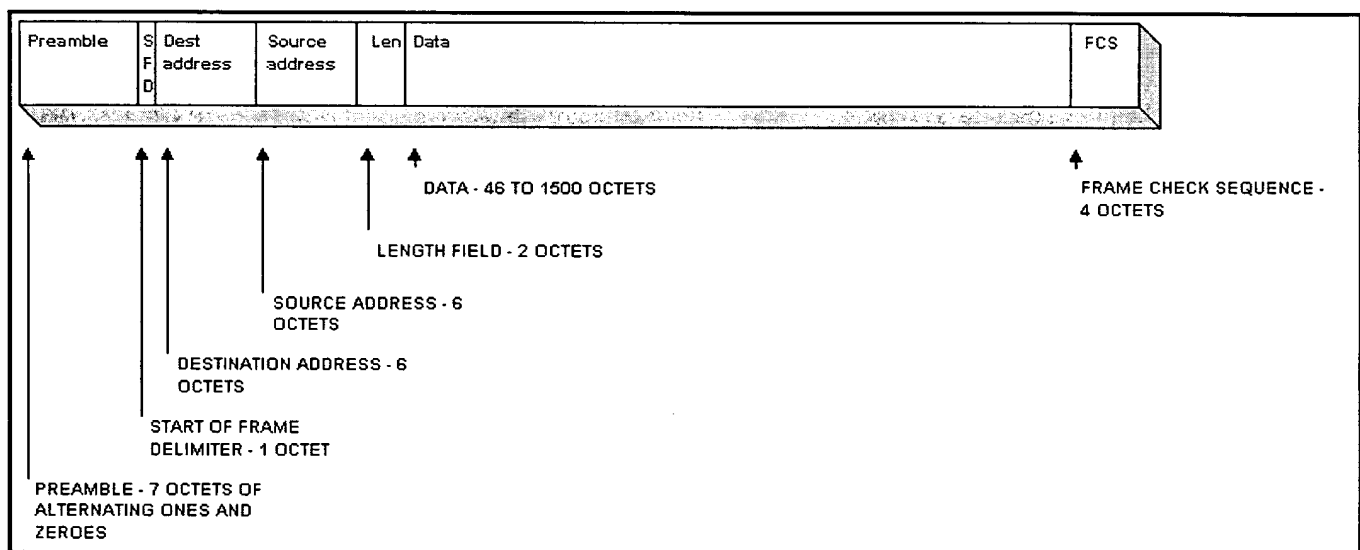 Preamble
S
F
D
Dest
address
Source
address
Len
Data
FCS
DATA - 46 TO 1500 OCTETS
FRAME CHECK SEQUENCE -
4 OCTETS
LENGTH FIELD - 2 OCTETS
SOURCE ADDRESS - 6
OCTETS
DESTINATION ADDRESS - 6
OCTETS
START OF FRAME
DELIMITER - 1 OCTET
PREAMBLE - 7 OCTETS OF
ALTERNATING ONES AND
ZEROES